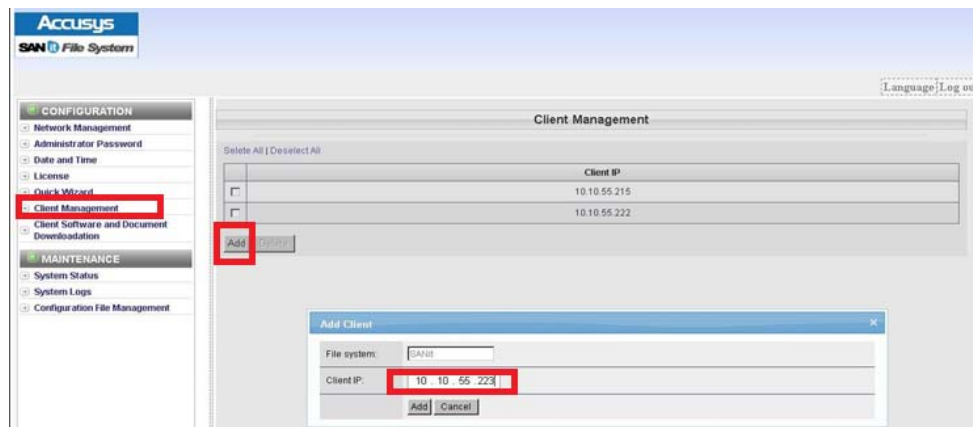 Accusys
SAN it File System
Language Log ou
CONFIGURATION
Network Management
Administrator Password
Date and Time
License
Quick Wizard
Client Management
Client Software and Document
Downloadation
MAINTENANCE
System Status
System Logs
Configuration File Management
Client Management
Selete All | Deselect All
Client IP
10.10.55.215
10.10.55.222
Add Delete
Add Client ×
File system: SANit
Client IP: 10 . 10 . 55 .223
Add Cancel